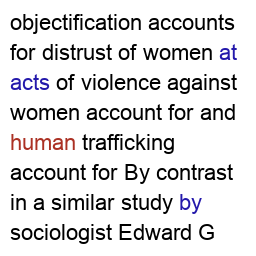 objectification accounts
for distrust of women at
acts of violence against
women account for and
human trafficking
account for By contrast
in a similar study by
sociologist Edward G